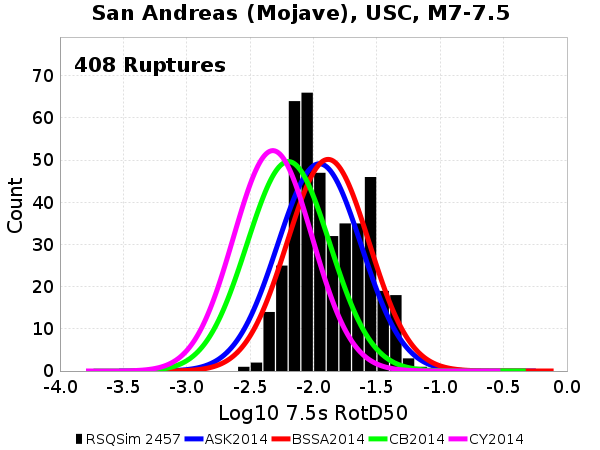 San Andreas (Mojave), USC, M7-7.5
408 Ruptures
70
60
50
40
30
20
10
0
Count
-4.0 -3.5 -3.0 -2.5 -2.0 -1.5 -1.0 -0.5 0.0
Log10 7.5s RotD50
RSQSim 2457 ASK2014 BSSA2014 CB2014 CY2014